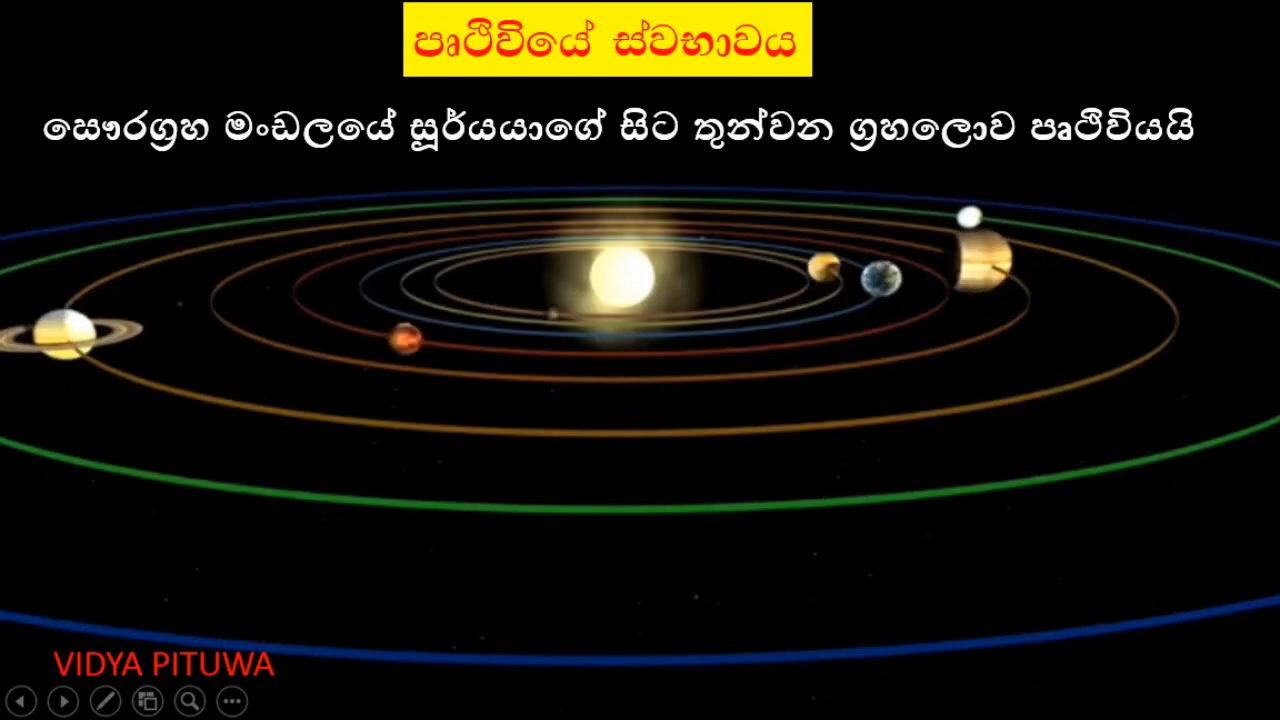 පෘථිවියේ ස්වභාවය
සෞරග්‍රහ මංඩලයේ සූර්යයාගේ සිට තුන්වන ග්‍රහලොව පෘථිවියයි
VIDYA PITUWA